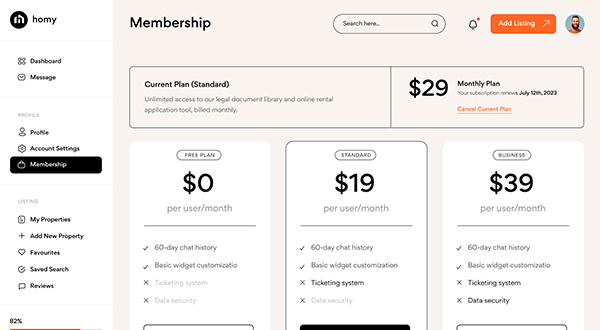 homy
Membership
Search here..
Add Listing
Dashboard
Message
PROFILE
Profile
Account Settings
Membership
LISTING
My Properties
Add New Property
Favourites
Saved Search
Reviews
82%
Current Plan (Standard)
Unlimited access to our legal document library and online rental
application tool, billed monthly.
$29
Monthly Plan
Your subscription renews July 12th, 2023
Cancel Current Plan
FREE PLAN
$0
per user/month
60-day chat history
Basic widget customizatio
Ticketing system
Data security
STANDARD
$19
per user/month
60-day chat history
Basic widget customization
Ticketing system
Data security
BUSINESS
$39
per user/month
60-day chat history
Basic widget customizatio
Ticketing system
Data security